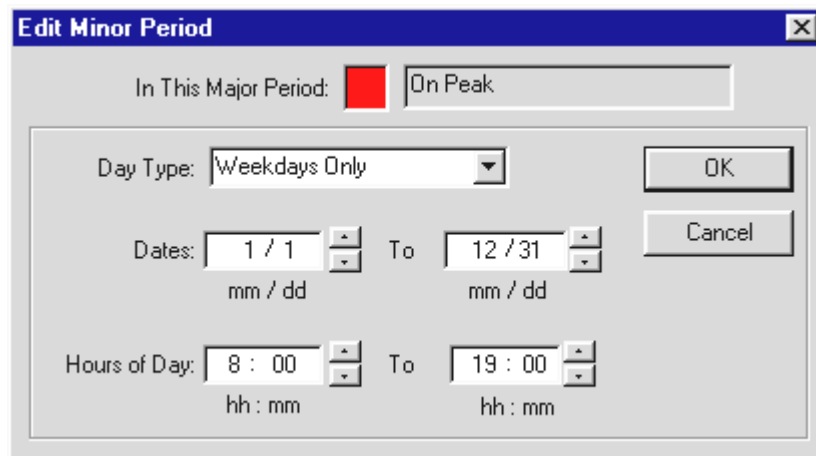 Edit Minor Period
In This Major Period: On Peak
Day Type: Weekdays Only OK
Cancel
Dates: 1 / 1 To 12 / 31
mm / dd mm / dd
Hours of Day: 8 : 00 To 19 : 00
hh : mm hh : mm